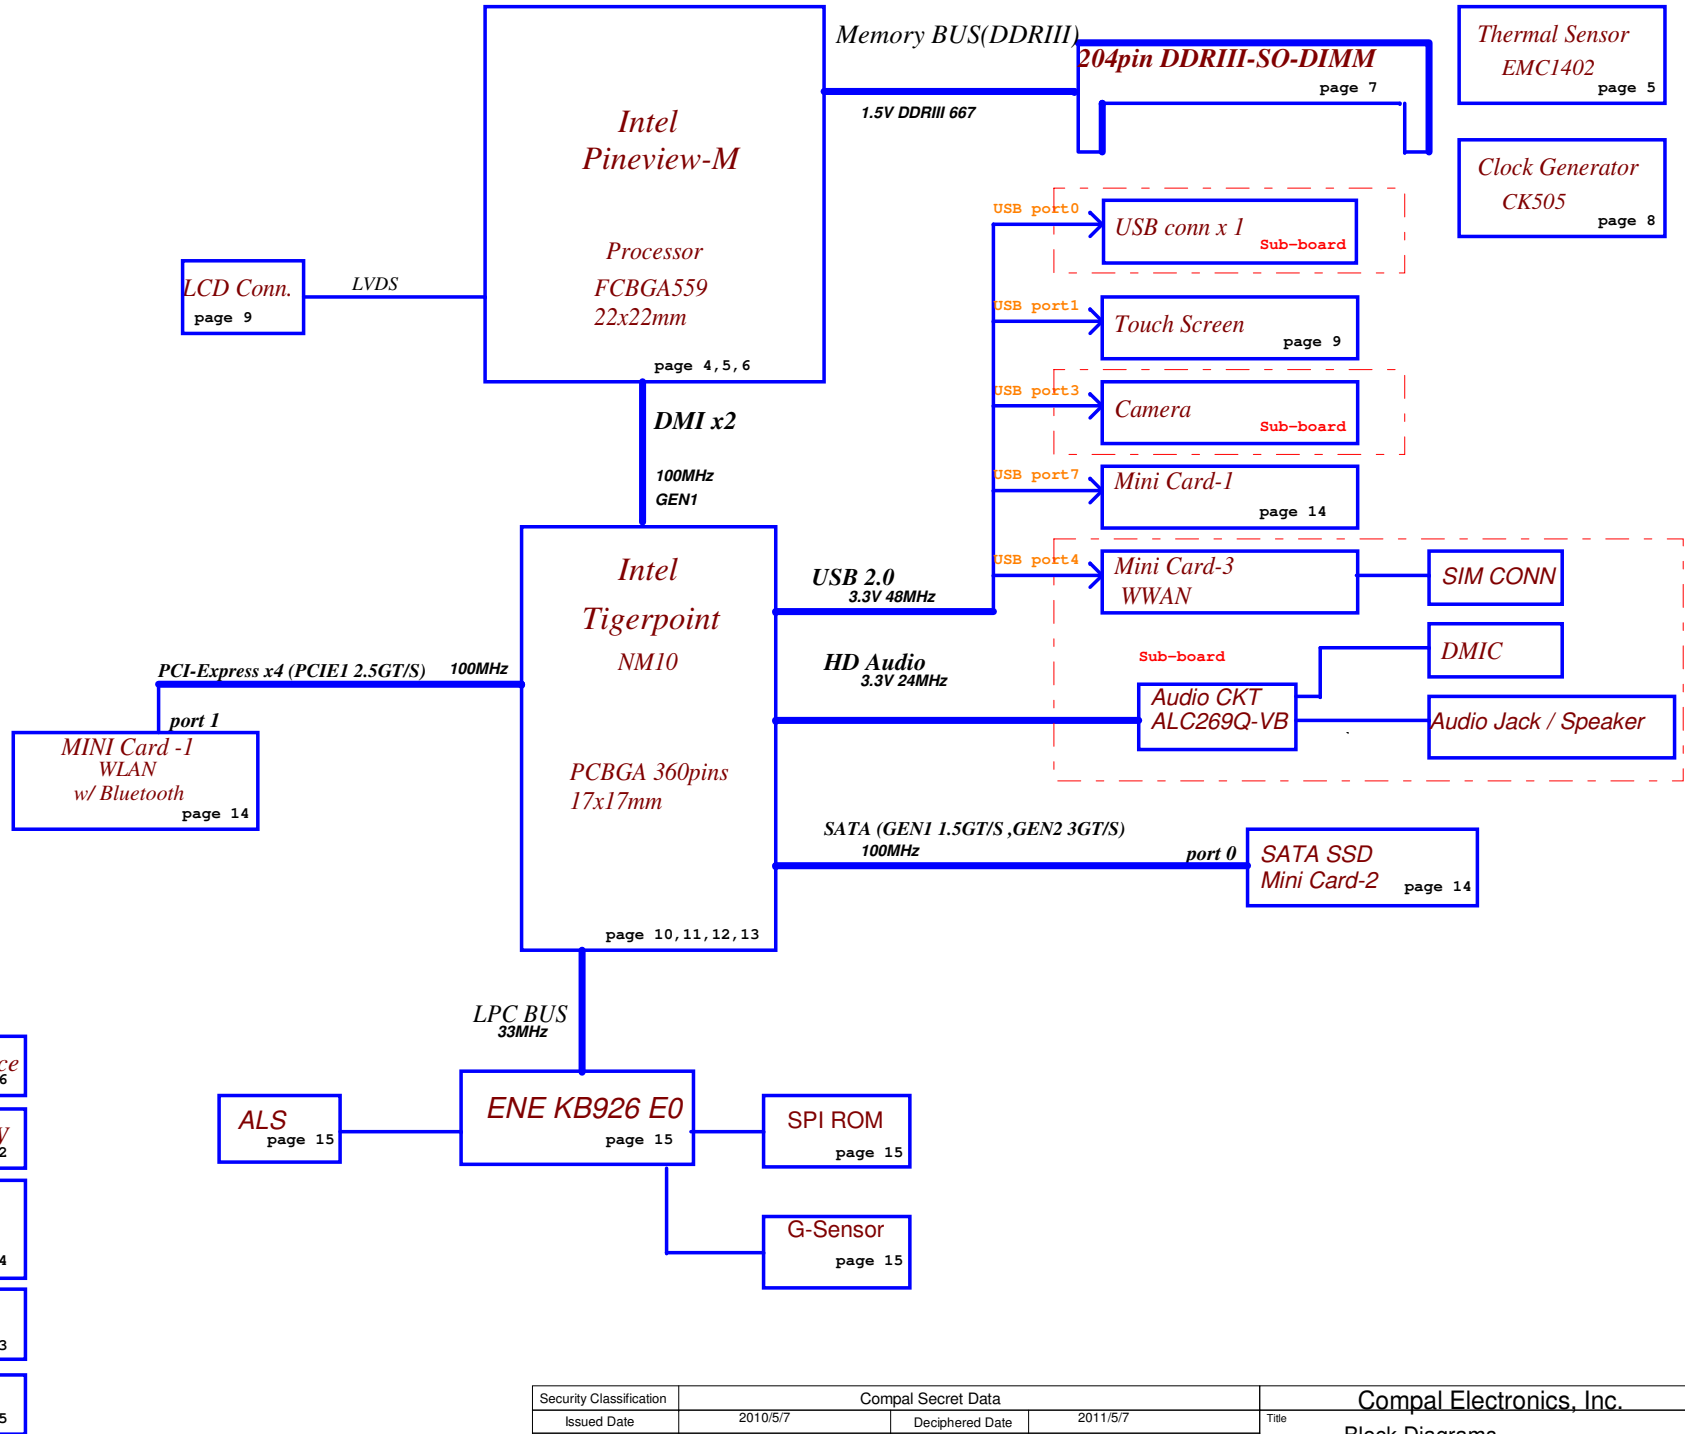 Memory BUS(DDRIII)
204pin DDRIII-SO-DIMM
page 7
1.5V DDRIII 667
Thermal Sensor
EMC1402
page 5
Clock Generator
CK505
page 8
Intel
Pineview-M
Processor
FCBGA559
22x22mm
page 4,5,6
LCD Conn.
page 9
LVDS
USB port0
USB conn x 1
Sub-board
USB port1
Touch Screen
page 9
USB port3
Camera
Sub-board
USB port7
Mini Card-1
page 14
USB port4
Mini Card-3
WWAN
SIM CONN
DMI x2
100MHz
GEN1
Intel
Tigerpoint
NM10
PCBGA 360pins
17x17mm
page 10,11,12,13
USB 2.0
3.3V 48MHz
HD Audio
3.3V 24MHz
Sub-board
DMIC
Audio CKT
ALC269Q-VB
Audio Jack / Speaker
PCI-Express x4 (PCIE1 2.5GT/S)
100MHz
port 1
MINI Card -1
WLAN
w/ Bluetooth
page 14
SATA (GEN1 1.5GT/S ,GEN2 3GT/S)
100MHz
port 0
SATA SSD
Mini Card-2
page 14
LPC BUS
33MHz
ENE KB926 E0
page 15
ALS
page 15
SPI ROM
page 15
G-Sensor
page 15
ce
6
2
4
3
5
Security Classification
Compal Secret Data
Compal Electronics, Inc.
Issued Date
2010/5/7
Deciphered Date
2011/5/7
Title
Block Diagrams